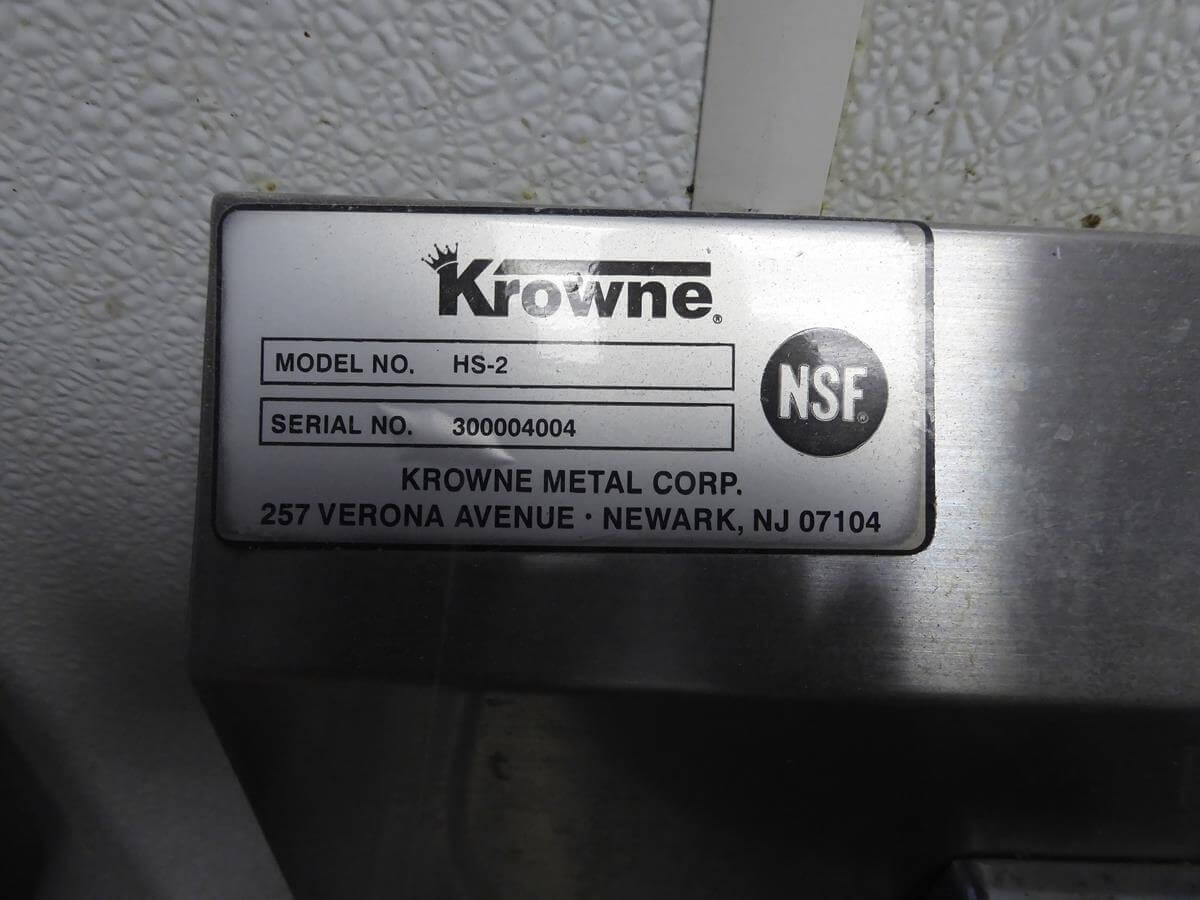 Krowne®
MODEL NO. HS-2
NSF®
SERIAL NO. 300004004
KROWNE METAL CORP.
257 VERONA AVENUE · NEWARK, NJ 07104